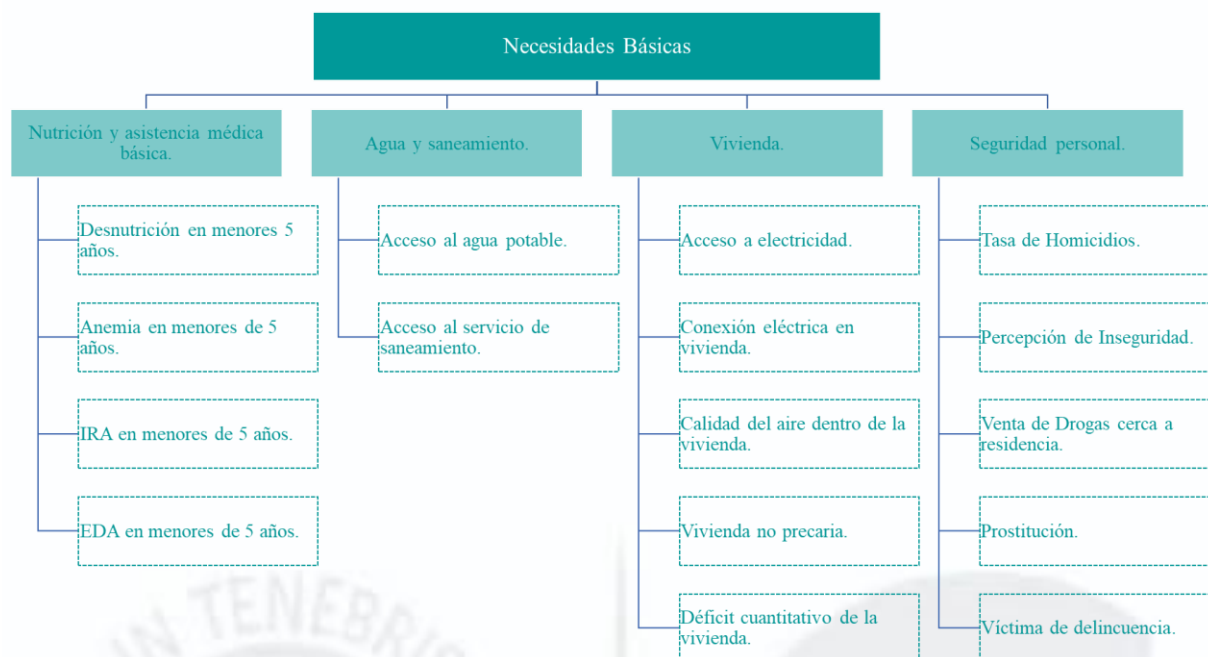 Necesidades Básicas
Nutrición y asistencia médica
básica.
Desnutrición en menores 5
años.
Anemia en menores de 5
años.
IRA en menores de 5 años.
EDA en menores de 5 años.
Agua y saneamiento.
Acceso al agua potable.
Acceso al servicio de
saneamiento.
Vivienda.
Acceso a electricidad.
Conexión eléctrica en
vivienda.
Calidad del aire dentro de la
vivienda.
Vivienda no precaria.
Déficit cuantitativo de la
vivienda.
Seguridad personal.
Tasa de Homicidios.
Percepción de Inseguridad.
Venta de Drogas cerca a
residencia.
Prostitución.
Víctima de delincuencia.
IN TENEBRIS